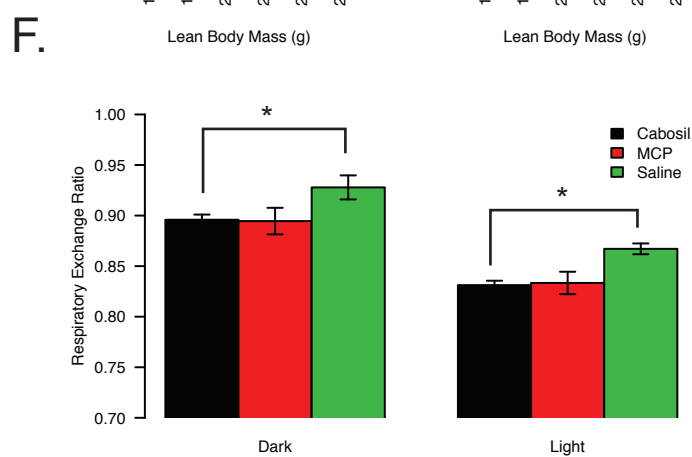 Lean Body Mass (g)
Lean Body Mass (g)
F.
Respiratory Exchange Ratio
1.00
0.95
0.90
0.85
0.80
0.75
0.70
*
*
Cabosil
MCP
Saline
Dark
Light